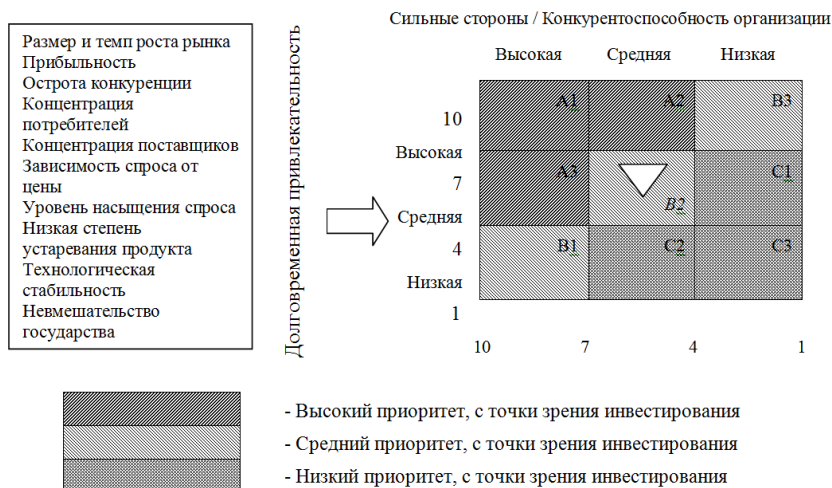 Размер и темп роста рынка
Прибыльность
Острота конкуренции
Концентрация
потребителей
Концентрация поставщиков
Зависимость спроса от
цены
Уровень насыщения спроса
Низкая степень
устаревания продукта
Технологическая
стабильность
Невмешательство
государства
Долговременная привлекательность
Сильные стороны / Конкурентоспособность организации
Высокая Средняя Низкая
10
Высокая
7
Средняя
4
Низкая
1
A1 A2 B3
A3 B2 C1
B1 C2 C3
10 7 4 1
- Высокий приоритет, с точки зрения инвестирования
- Средний приоритет, с точки зрения инвестирования
- Низкий приоритет, с точки зрения инвестирования